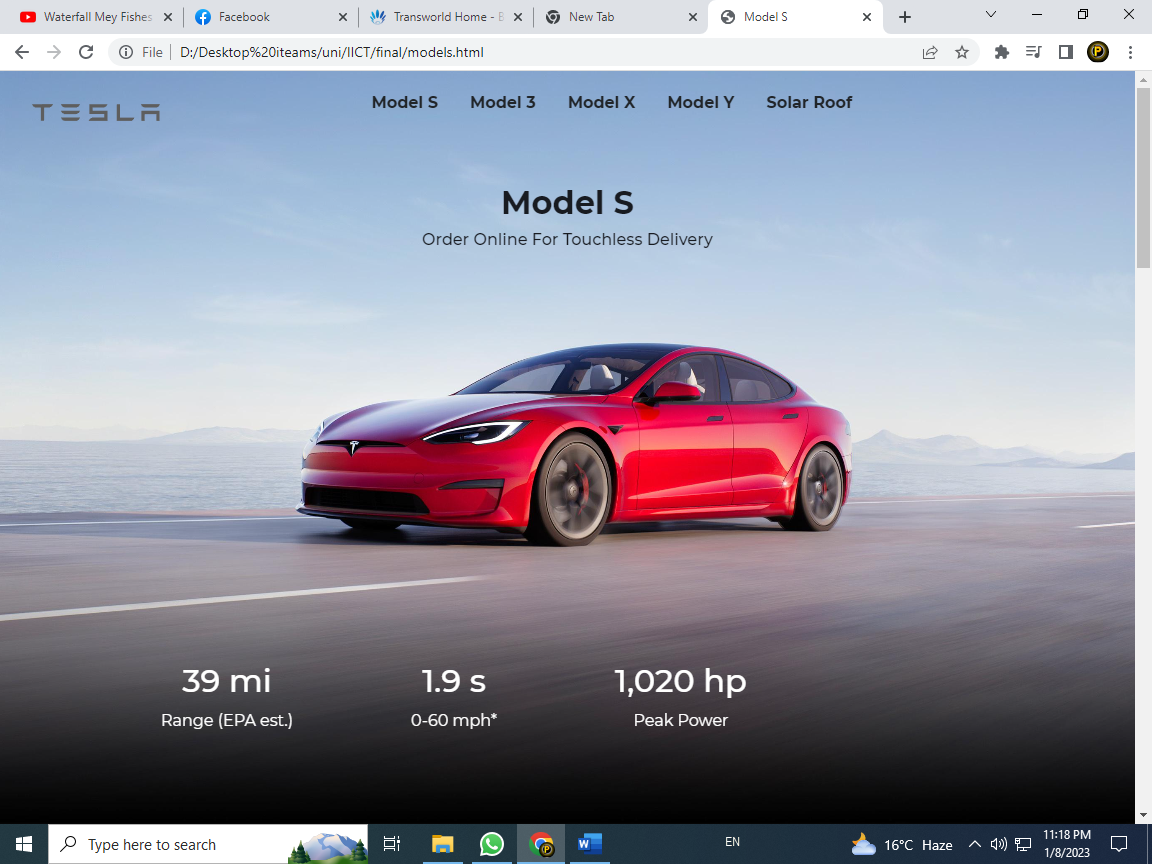 Waterfall Mey Fishes
Facebook
Transworld Home - B
New Tab
Model S
File
D:/Desktop%20iteams/uni/IICT/final/models.html
TESLA
Model S
Model 3
Model X
Model Y
Solar Roof
Model S
Order Online For Touchless Delivery
39 mi
1.9 s
1,020 hp
Range (EPA est.)
0-60 mph*
Peak Power
Type here to search
EN
16°C Haze
11:18 PM
1/8/2023